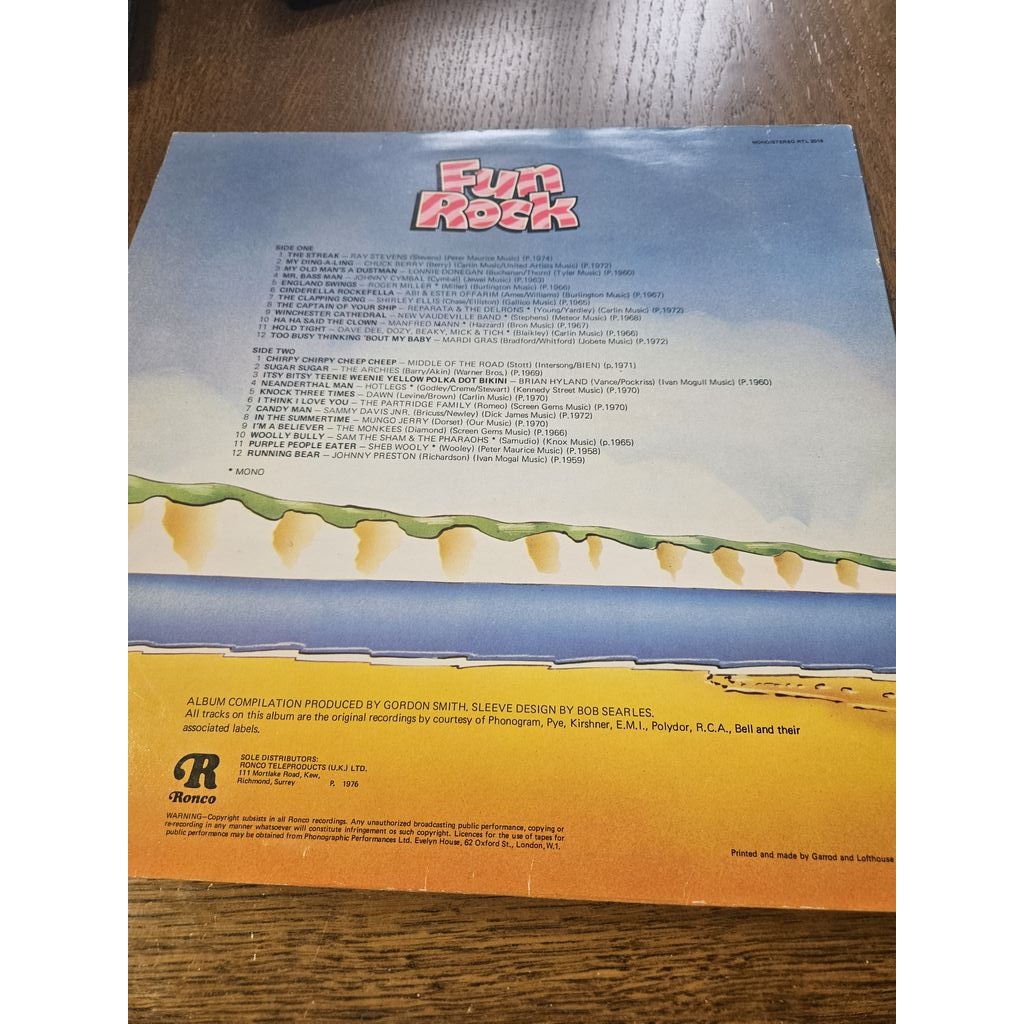 MONO/STEREO RTL 2016
Fun
Rock
SIDE ONE
1 THE STREAK – RAY STEVENS (Stevens) (Peter Maurice Music) (P.1974)
2 MY DING-A-LING – CHUCK BERRY (Berry) (Carlin Music/United Artists Music) (P.1972)
3 MY OLD MAN'S A DUSTMAN – LONNIE DONEGAN (Buchanan/Thorn) (Tyler Music) (P.1960)
4 MR. BASS MAN – JOHNNY CYMBAL (Cymbal) (Jewel Music) (P.1963)
5 ENGLAND SWINGS – ROGER MILLER * (Miller) (Burlington Music) (P.1966)
6 CINDERELLA ROCKEFELLA – ABI & ESTER OFFARIM (Ames/Williams) (Burlington Music) (P.1967)
7 THE CLAPPING SONG – SHIRLEY ELLIS (Chase/Elliston) (Gallico Music) (P.1965)
8 THE CAPTAIN OF YOUR SHIP – REPARATA & THE DELRONS * (Young/Yardley) (Carlin Music) (P.1972)
9 WINCHESTER CATHEDRAL – NEW VAUDEVILLE BAND * (Stephens) (Meteor Music) (P.1968)
10 HA HA SAID THE CLOWN – MANFRED MANN * (Hazzard) (Bron Music) (P.1967)
11 HOLD TIGHT – DAVE DEE, DOZY, BEAKY, MICK & TICH * (Blaikley) (Carlin Music) (P.1966)
12 TOO BUSY THINKING 'BOUT MY BABY – MARDI GRAS (Bradford/Whitford) (Jobete Music) (P.1972)
SIDE TWO
1 CHIRPY CHIRPY CHEEP CHEEP – MIDDLE OF THE ROAD (Stott) (Intersong/BIEN) (p.1971)
2 SUGAR SUGAR – THE ARCHIES (Barry/Akin) (Warner Bros.) (P.1969)
3 ITSY BITSY TEENIE WEENIE YELLOW POLKA DOT BIKINI – BRIAN HYLAND (Vance/Pockriss) (Ivan Mogull Music) (P.1960)
4 NEANDERTHAL MAN – HOTLEGS * (Godley/Creme/Stewart) (Kennedy Street Music) (P.1970)
5 KNOCK THREE TIMES – DAWN (Levine/Brown) (Carlin Music) (P.1970)
6 I THINK I LOVE YOU – THE PARTRIDGE FAMILY (Romeo) (Screen Gems Music) (P.1970)
7 CANDY MAN – SAMMY DAVIS JNR. (Bricuss/Newley) (Dick James Music) (P.1972)
8 IN THE SUMMERTIME – MUNGO JERRY (Dorset) (Our Music) (P.1970)
9 I'M A BELIEVER – THE MONKEES (Diamond) (Screen Gems Music) (P.1966)
10 WOOLLY BULLY – SAM THE SHAM & THE PHARAOHS * (Samudio) (Knox Music) (p.1965)
11 PURPLE PEOPLE EATER – SHEB WOOLY * (Wooley) (Peter Maurice Music) (P.1958)
12 RUNNING BEAR – JOHNNY PRESTON (Richardson) (Ivan Mogal Music) (P.1959)
* MONO
ALBUM COMPILATION PRODUCED BY GORDON SMITH. SLEEVE DESIGN BY BOB SEARLES.
All tracks on this album are the original recordings by courtesy of Phonogram, Pye, Kirshner, E.M.I., Polydor, R.C.A., Bell and their
associated labels.
R
Ronco
SOLE DISTRIBUTORS:
RONCO TELEPRODUCTS (U.K.) LTD.
111 Mortlake Road, Kew,
Richmond, Surrey P. 1976
WARNING–Copyright subsists in all Ronco recordings. Any unauthorized broadcasting public performance, copying or
re-recording in any manner whatsoever will constitute infringement os such copyright. Licences for the use of tapes for
public performance may be obtained from Phonographic Performances Ltd. Evelyn House, 62 Oxford St., London, W.1.
Printed and made by Garrod and Lofthouse